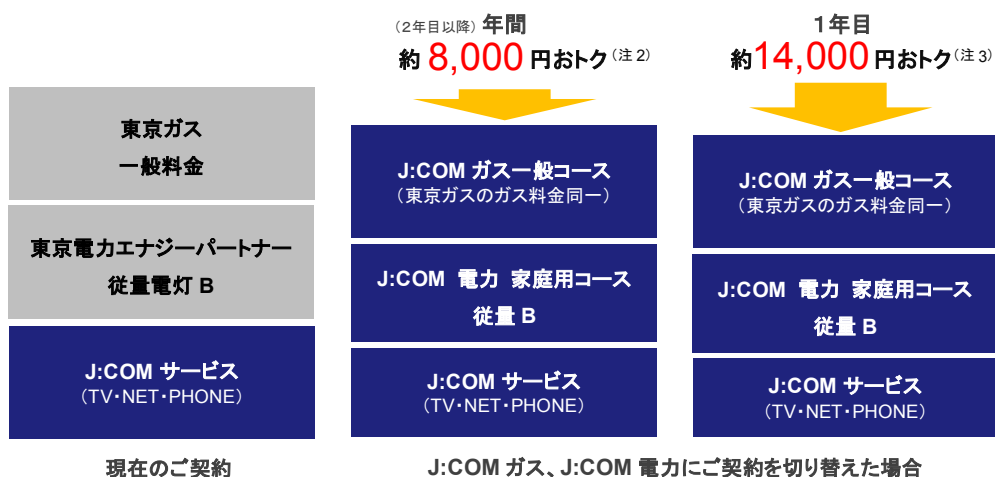 (2年目以降) 年間
約 8,000 円おトク (注 2)
1年目
約14,000 円おトク (注 3)
東京ガス
一般料金
東京電力エナジーパートナー
従量電灯 B
J:COM サービス
(TV・NET・PHONE)
現在のご契約
J:COM ガス一般コース
(東京ガスのガス料金同一)
J:COM 電力 家庭用コース
従量 B
J:COM サービス
(TV・NET・PHONE)
J:COM ガス一般コース
(東京ガスのガス料金同一)
J:COM 電力 家庭用コース
従量 B
J:COM サービス
(TV・NET・PHONE)
J:COM ガス、J:COM 電力にご契約を切り替えた場合